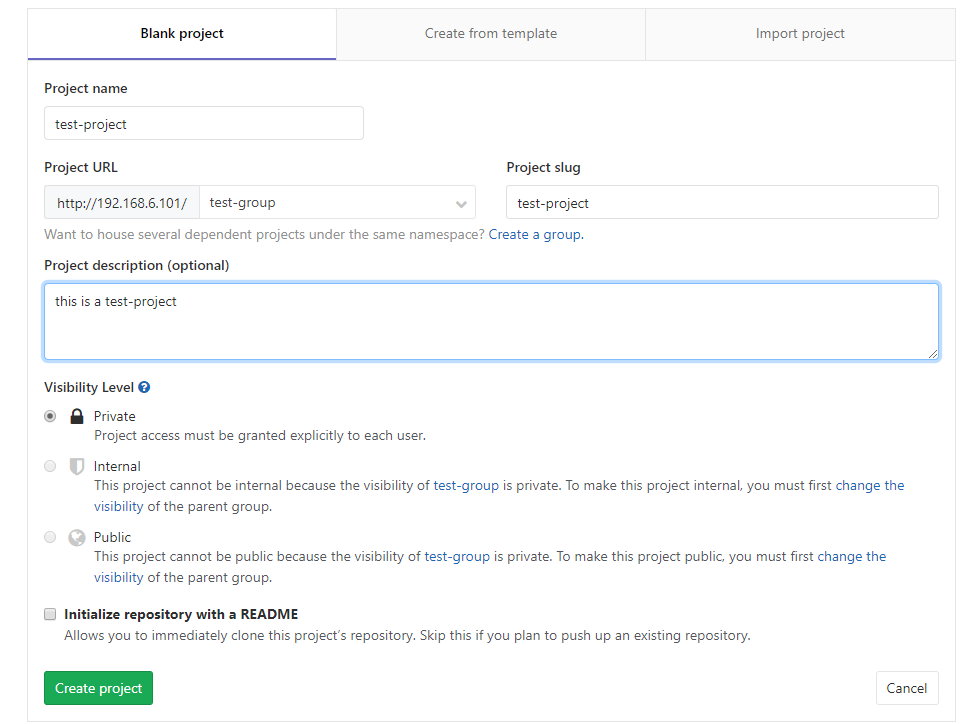 Blank project
Create from template
Import project
Project name
test-project
Project URL
Project slug
http://192.168.6.101/
test-group
test-project
Want to house several dependent projects under the same namespace? Create a group.
Project description (optional)
this is a test-project
Visibility Level
Private
Project access must be granted explicitly to each user.
Internal
This project cannot be internal because the visibility of test-group is private. To make this project internal, you must first change the
visibility of the parent group.
Public
This project cannot be public because the visibility of test-group is private. To make this project public, you must first change the
visibility of the parent group.
Initialize repository with a README
Allows you to immediately clone this project’s repository. Skip this if you plan to push up an existing repository.
Create project
Cancel